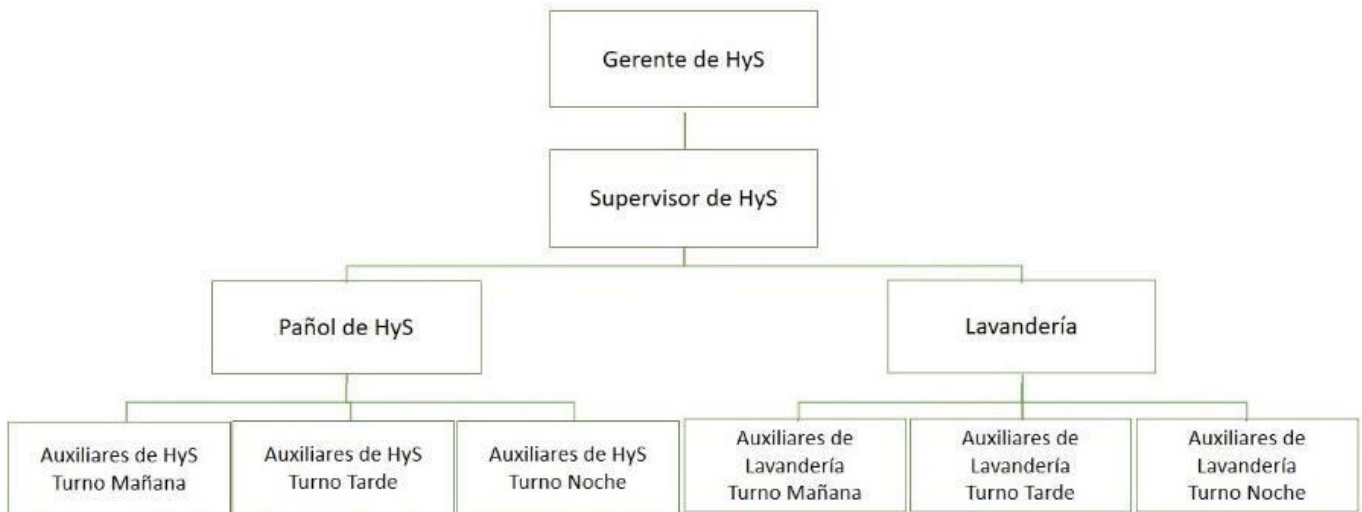 Gerente de HyS
Supervisor de HyS
Pañol de HyS
Lavandería
Auxiliares de HyS
Turno Mañana
Auxiliares de HyS
Turno Tarde
Auxiliares de HyS
Turno Noche
Auxiliares de
Lavandería
Turno Mañana
Auxiliares de
Lavandería
Turno Tarde
Auxiliares de
Lavandería
Turno Noche